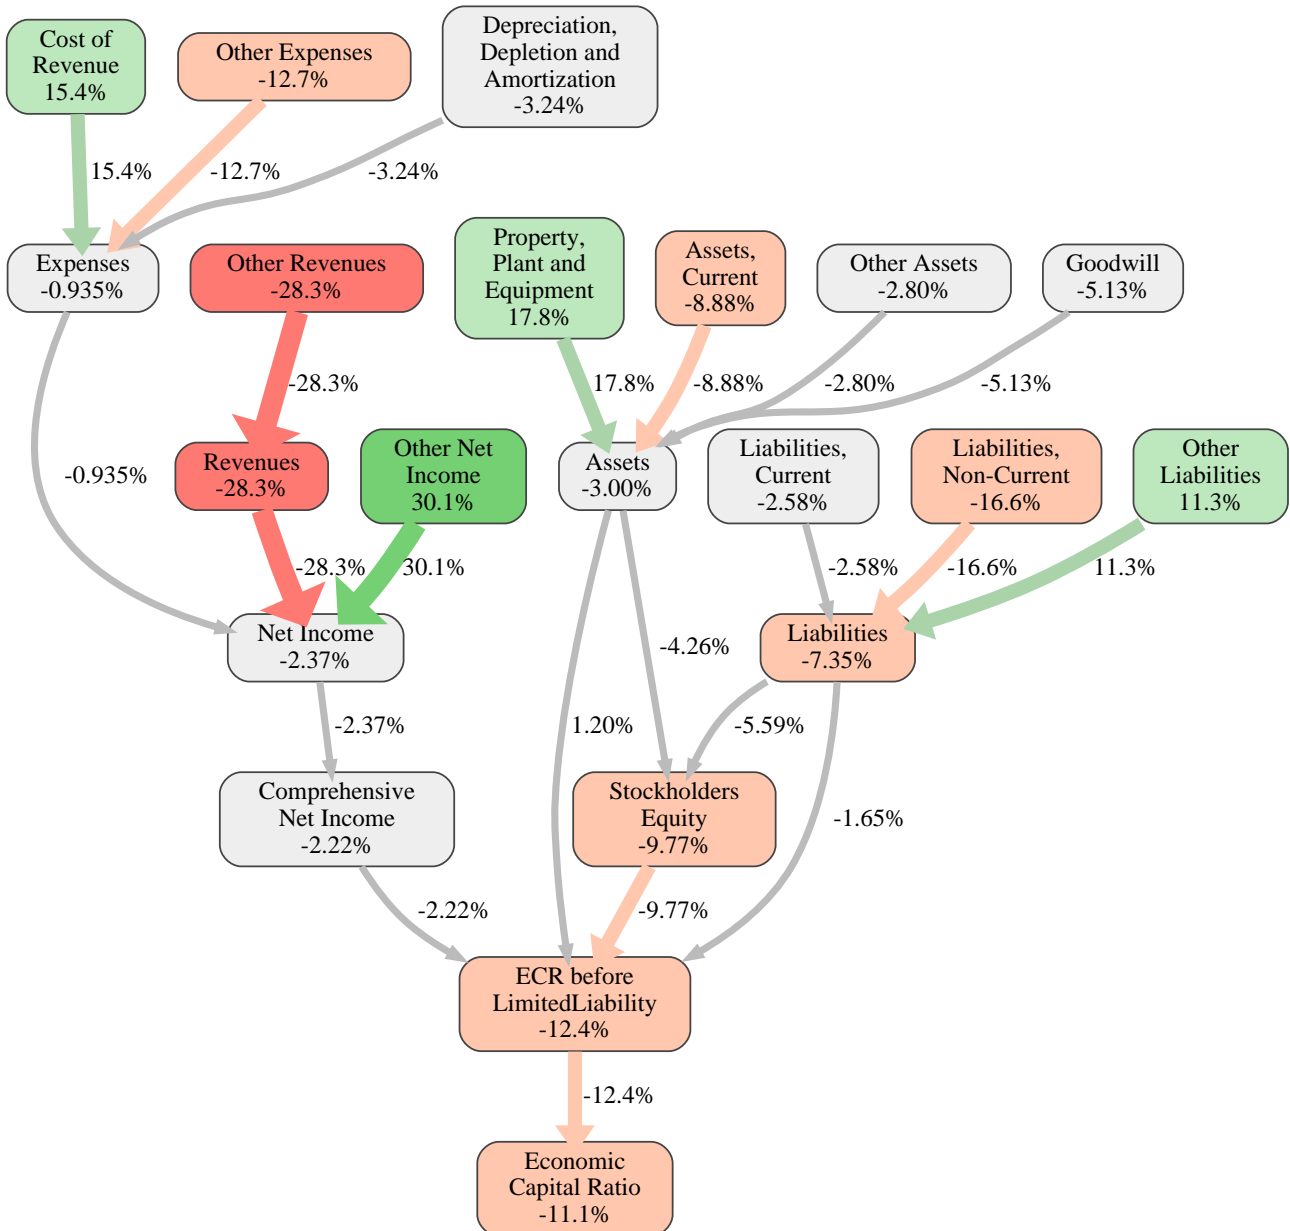 Cost of
Revenue
15.4%
Other Expenses
-12.7%
Depreciation,
Depletion and
Amortization
-3.24%
15.4%
-12.7%
-3.24%
Expenses
-0.935%
Other Revenues
-28.3%
Property,
Plant and
Equipment
17.8%
Assets,
Current
-8.88%
Other Assets
-2.80%
Goodwill
-5.13%
-28.3%
17.8%
-8.88%
-2.80%
-5.13%
-0.935%
Revenues
-28.3%
Other Net
Income
30.1%
Assets
-3.00%
Liabilities,
Current
-2.58%
Liabilities,
Non-Current
-16.6%
Other
Liabilities
11.3%
-28.3%
30.1%
-2.58%
-16.6%
11.3%
Net Income
-2.37%
-4.26%
Liabilities
-7.35%
-2.37%
1.20%
-5.59%
Comprehensive
Net Income
-2.22%
Stockholders
Equity
-9.77%
-1.65%
-2.22%
-9.77%
ECR before
LimitedLiability
-12.4%
-12.4%
Economic
Capital Ratio
-11.1%